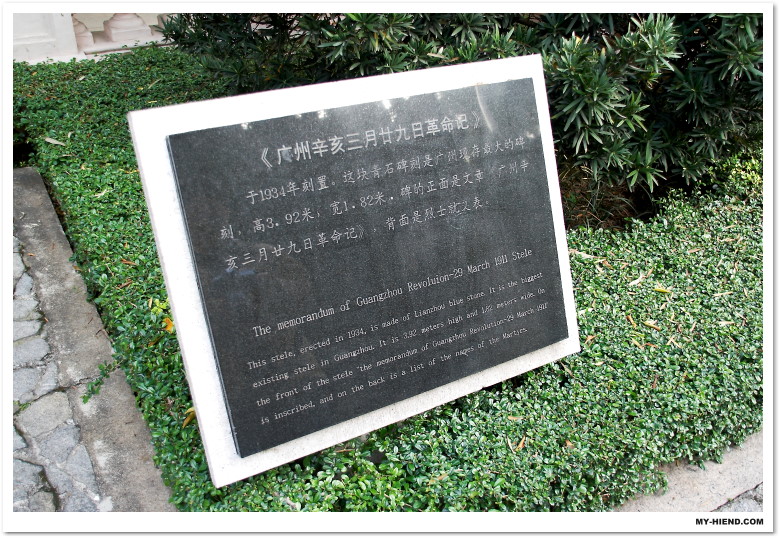 《广州辛亥三月廿九日革命记》
于1934年刻置。这块青石碑刻是广州现存最大的碑
刻，高3.92米，宽1.82米。碑的正面是文章《广州辛
亥三月廿九日革命记》，背面是烈士就义表。
The memorandum of Guangzhou Revoluion-29 March 1911 Stele
This stele, erected in 1934, is made of Lianzhou blue stone. It is the biggest
existing stele in Guangzhou. It is 3.92 meters high and 1.82 meters wide. On
the front of the stele 'the memorandum of Guangzhou Revolution-29 March 1911'
is inscribed, and on the back is a list of the names of the Martyrs.
MY-HIEND.COM